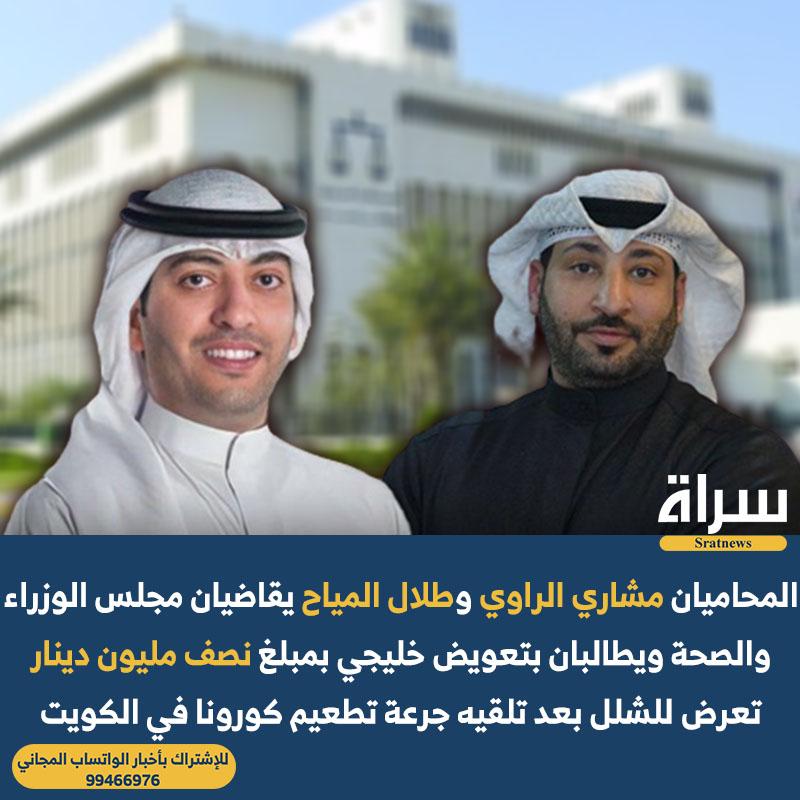 سراة
Sratnews
المحاميان مشاري الراوي وطلال المياح يقاضيان مجلس الوزراء
والصحة ويطالبان بتعويض خليجي بمبلغ نصف مليون دينار
تعرض للشلل بعد تلقيه جرعة تطعيم كورونا في الكويت
للإشتراك بأخبار الواتساب المجاني
99466976